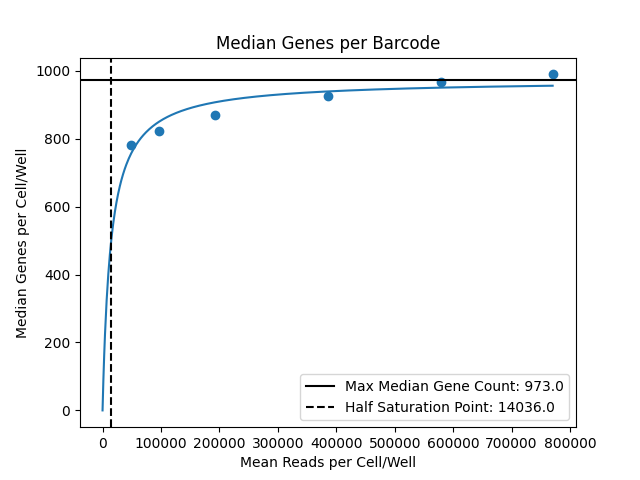 Median Genes per Barcode
Median Genes per Cell/Well
1000
800
600
400
200
0
Max Median Gene Count: 973.0
Half Saturation Point: 14036.0
0 100000 200000 300000 400000 500000 600000 700000 800000
Mean Reads per Cell/Well